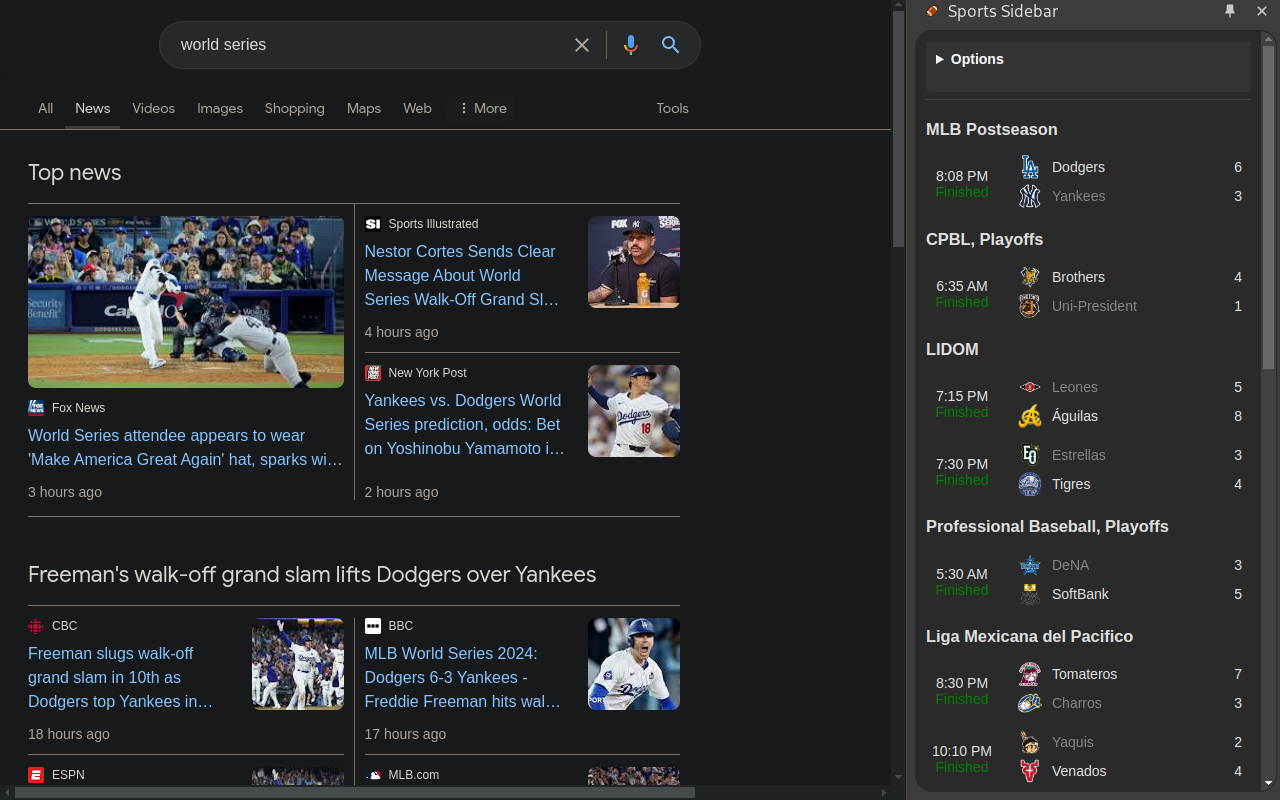 world series
All
News
Videos
Images
Shopping
Maps
Web
More
Tools
Top news
Security
Benefit
Fox News
World Series attendee appears to wear
'Make America Great Again' hat, sparks wi…
3 hours ago
Sports Illustrated
Nestor Cortes Sends Clear
Message About World
Series Walk-Off Grand Sl…
4 hours ago
New York Post
Yankees vs. Dodgers World
Series prediction, odds: Bet
on Yoshinobu Yamamoto i…
2 hours ago
Freeman's walk-off grand slam lifts Dodgers over Yankees
CBC
Freeman slugs walk-off
grand slam in 10th as
Dodgers top Yankees in…
18 hours ago
BBC
MLB World Series 2024:
Dodgers 6-3 Yankees -
Freddie Freeman hits wal…
17 hours ago
ESPN
MLB.com
Sports Sidebar
Options
MLB Postseason
8:08 PM
Finished
Dodgers 6
Yankees 3
CPBL, Playoffs
6:35 AM
Finished
Brothers 4
Uni-President 1
LIDOM
7:15 PM
Finished
Leones 5
Águilas 8
7:30 PM
Finished
Estrellas 3
Tigres 4
Professional Baseball, Playoffs
5:30 AM
Finished
DeNA 3
SoftBank 5
Liga Mexicana del Pacifico
8:30 PM
Finished
Tomateros 7
Charros 3
10:10 PM
Finished
Yaquis 2
Venados 4